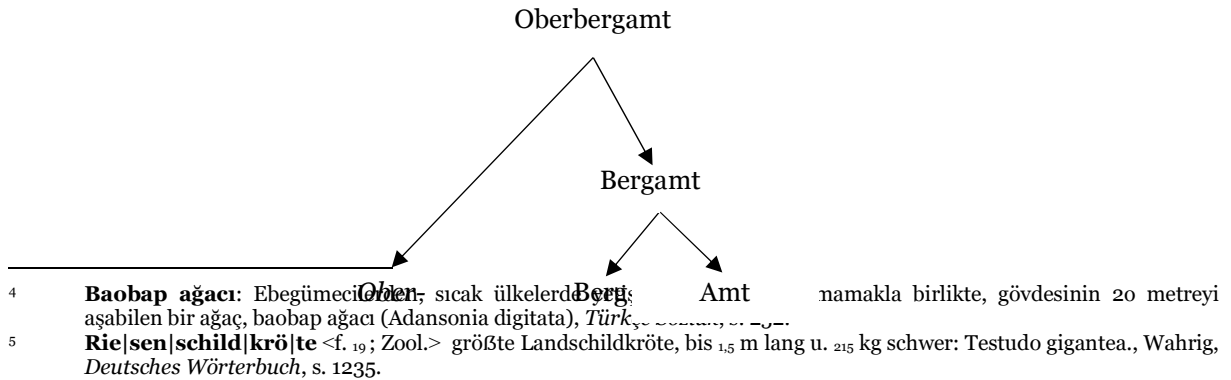 Oberbergamt
Bergamt
Ober- Berg Amt
4 Baobap ağacı: sıcak ülkelerde birlikte, gövdesinin 20 metreyi
aşabilen bir ağaç, baobap ağacı (Adansonia digitata),
5 Rie|sen|schild|krö|te <f. 19; Zool.> größte Landschildkröte, bis 1,5 m lang u. 215 kg schwer: Testudo gigantea., Wahrig,
Deutsches Wörterbuch, s. 1235.